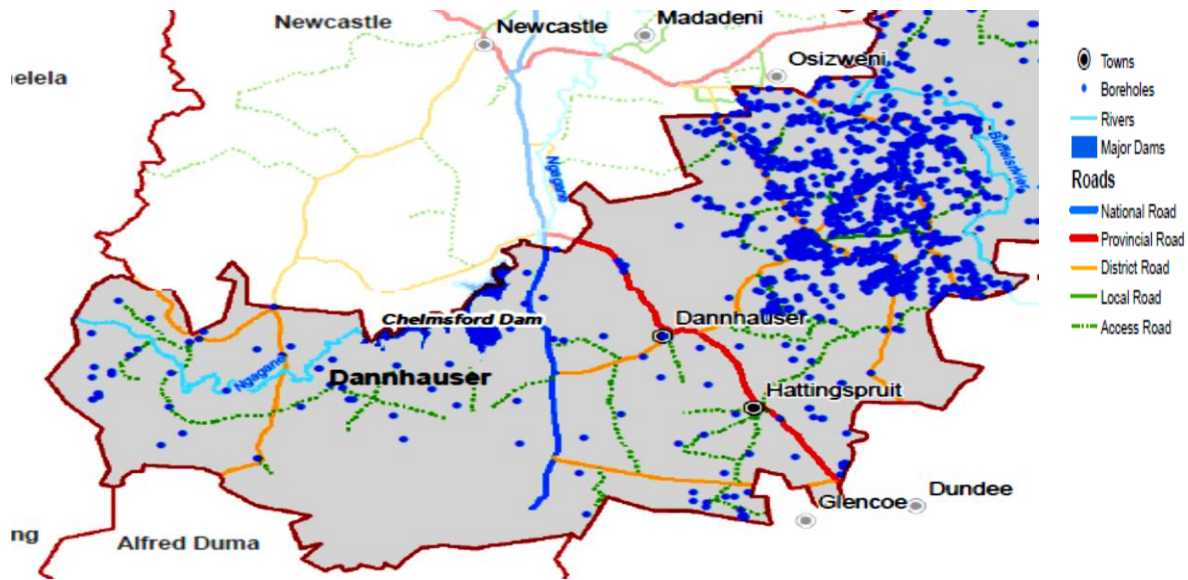 Newcastle
Newcastle
Madadeni
Osizweni
elela
Buffelsrivier
Ngagane
Chelmsford Dam
Dannhauser
Ngagane
Dannhauser
Hattingspruit
Glencoe
Dundee
ng
Alfred Duma
Towns
Boreholes
Rivers
Major Dams
Roads
National Road
Provincial Road
District Road
Local Road
Access Road